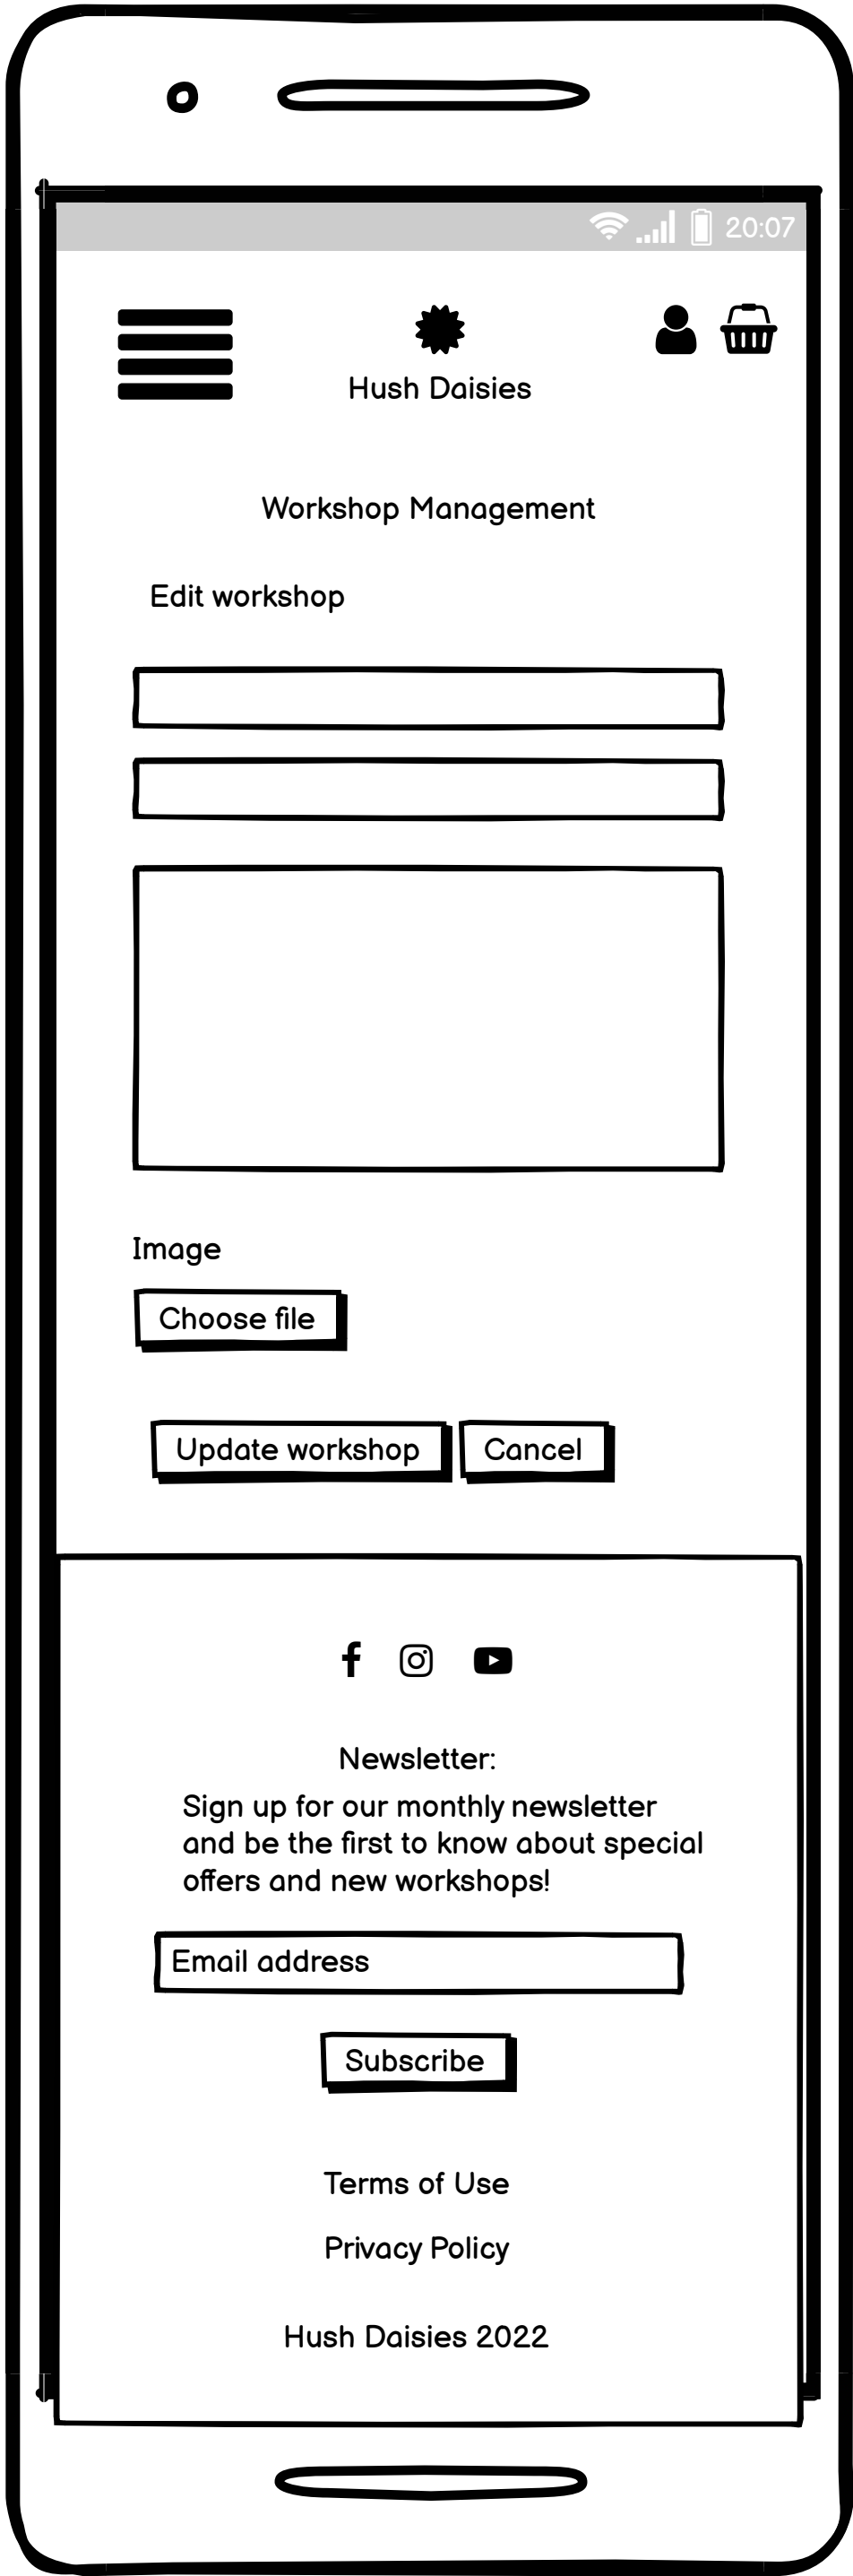 20:07
Hush Daisies
Workshop Management
Edit workshop
Image
Choose file
Update workshop
Cancel
Newsletter:
Sign up for our monthly newsletter
and be the first to know about special
offers and new workshops!
Email address
Subscribe
Terms of Use
Privacy Policy
Hush Daisies 2022